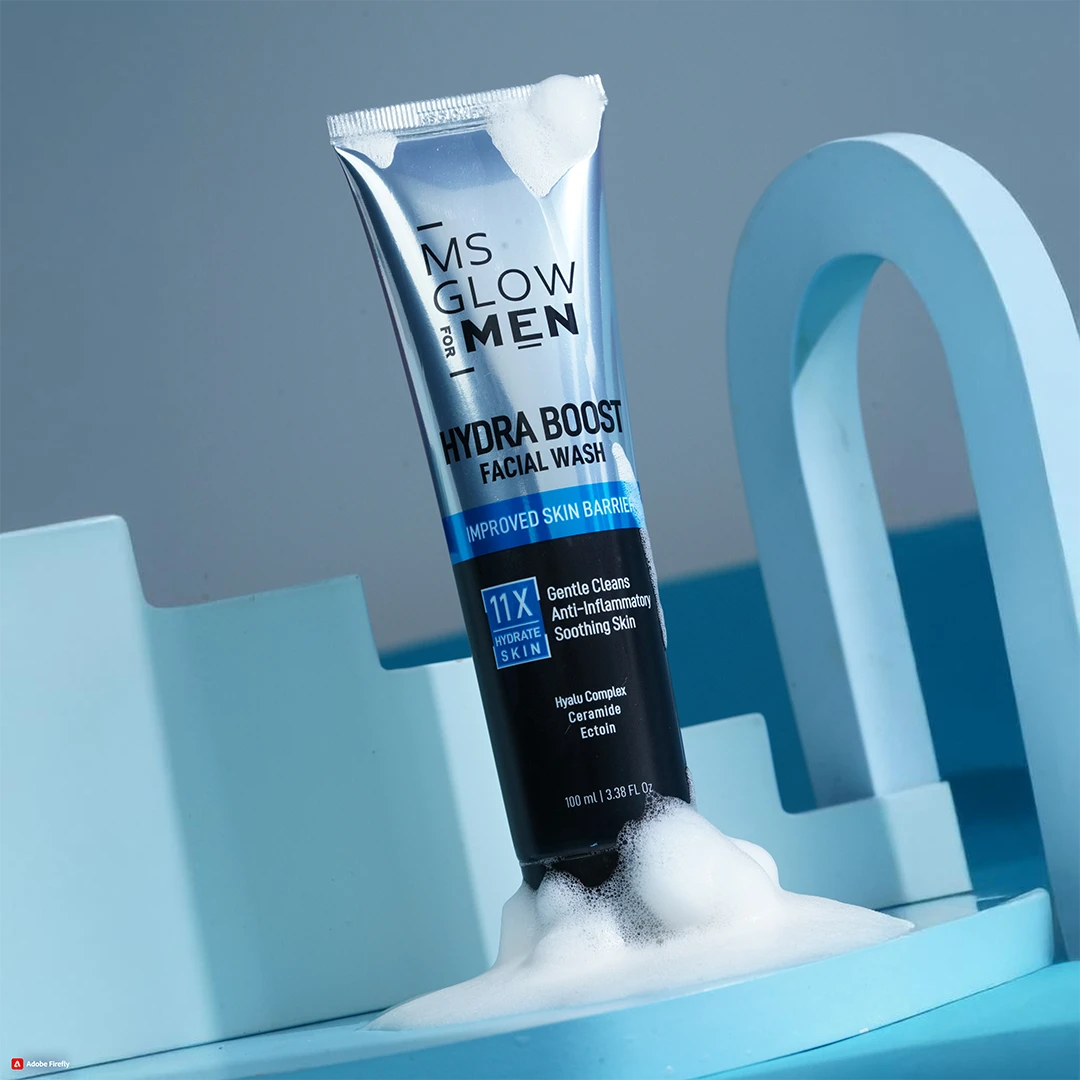 MS
GLOW
FOR MEN
HYDRA BOOST
FACIAL WASH
IMPROVED SKIN BARRIER
11X
HYDRATE
SKIN
Gentle Cleans
Anti-Inflammatory
Soothing Skin
Hyalu Complex
Ceramide
Ectoin
100 ml | 3.38 FL Oz
Adobe Firefly